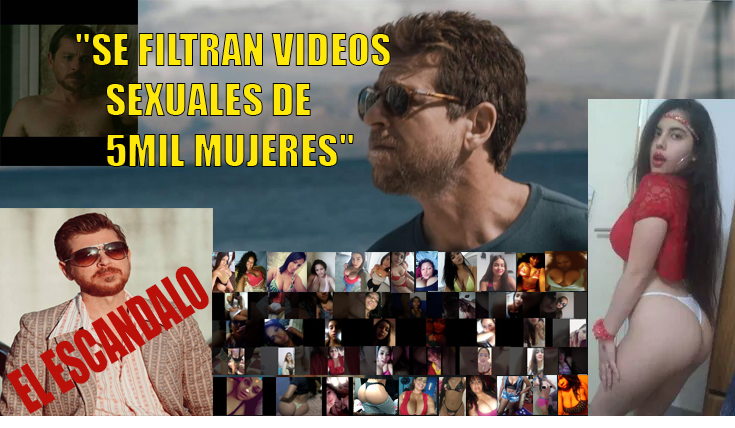 "SE FILTRAN VIDEOS
SEXUALES DE
5MIL MUJERES"
EL ESCANDALO